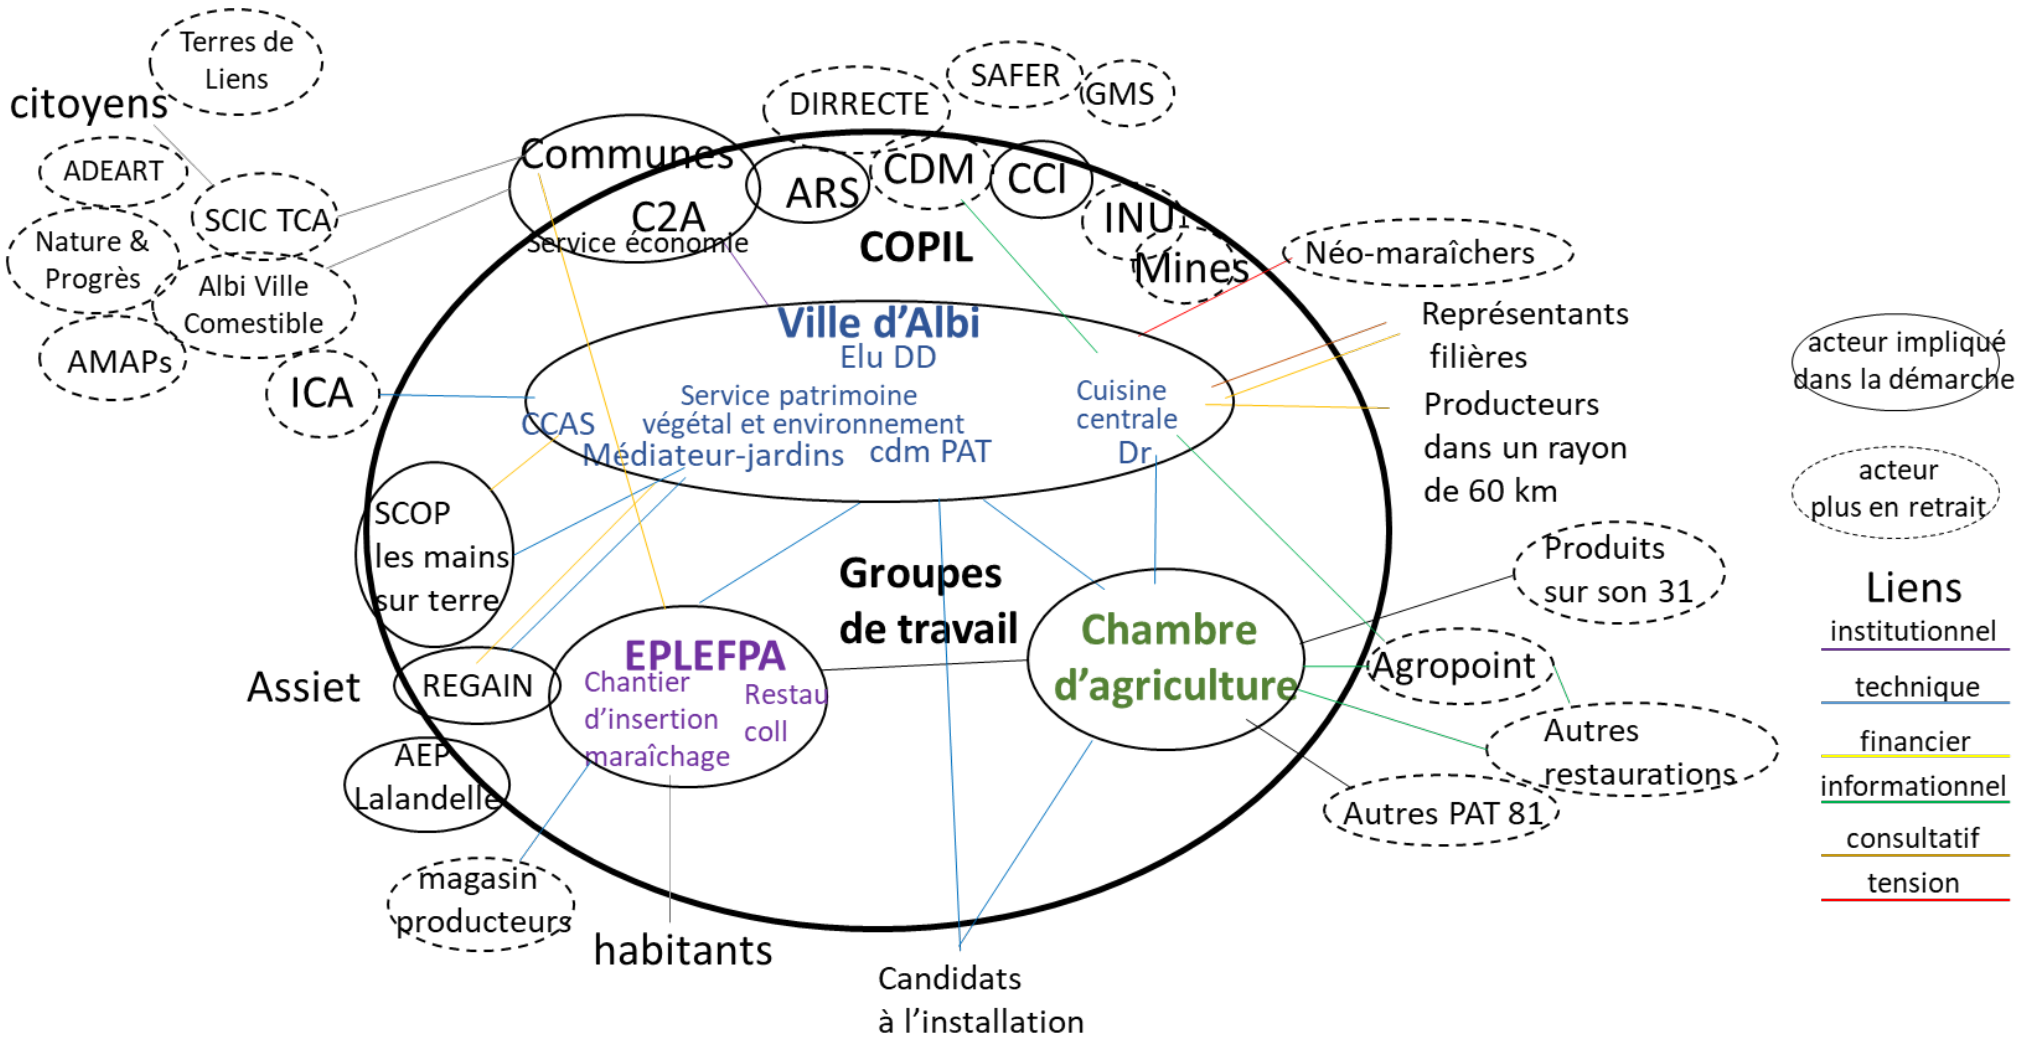 Terres de
Liens
citoyens
ADEART
SCIC TCA
Nature &
Progrès
Albi Ville
Comestible
AMAPs
ICA
Communes
C2A
Service économie
DIRRECTE
SAFER
GMS
ARS
CDM
CCI
INU
Mines
COPIL
Néo-maraîchers
Représentants
filières
Producteurs
dans un rayon
de 60 km
Ville d’Albi
Elu DD
Service patrimoine
végétal et environnement
CCAS
Médiateur-jardins
cdm PAT
Cuisine
centrale
Dr
SCOP
les mains
sur terre
Groupes
de travail
Assiet
REGAIN
EPLEFPA
Chantier
d’insertion
maraîchage
Restau
coll
Chambre
d’agriculture
Produits
sur son 31
Agropoint
Autres
restaurations
Autres PAT 81
AEP
Lalandelle
magasin
producteurs
habitants
Candidats
à l’installation
acteur impliqué
dans la démarche
acteur
plus en retrait
Liens
institutionnel
technique
financier
informationnel
consultatif
tension